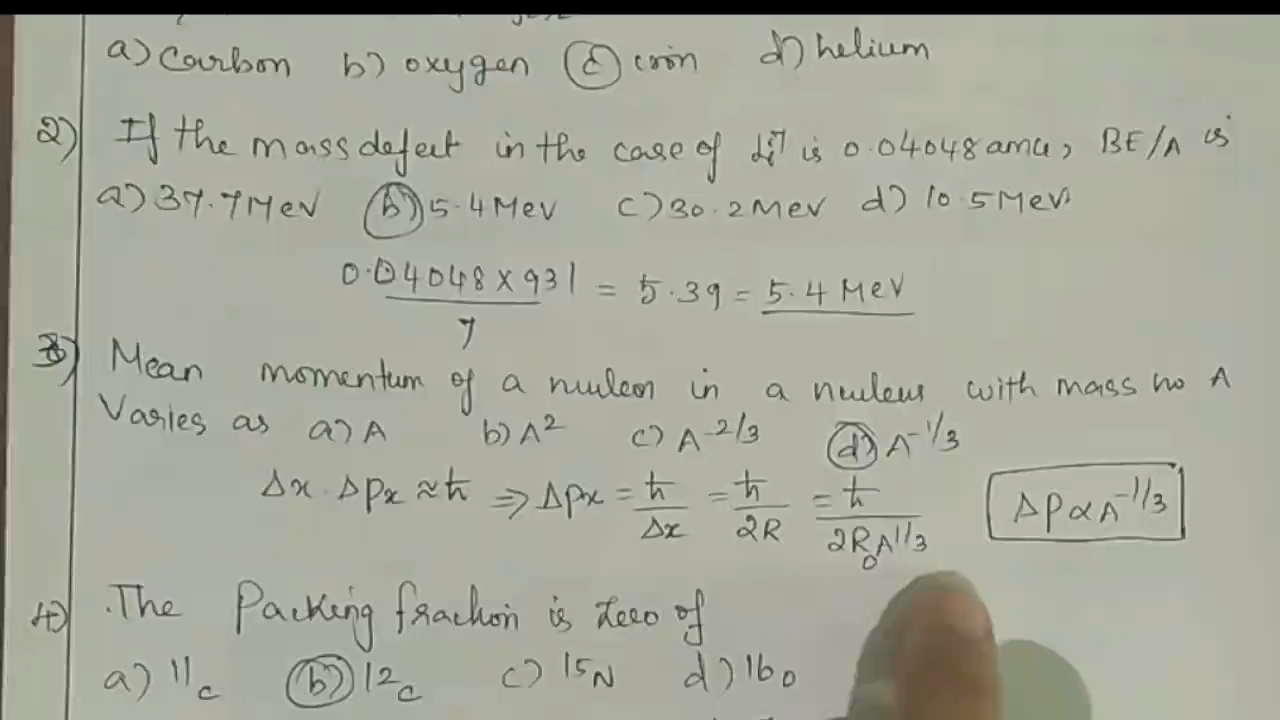 a) Carbon b) oxygen c) iron d) helium
2) If the mass defect in the case of Li⁷ is 0.04048 amu, BE/A is
a) 37.7 MeV b) 5.4 MeV c) 30.2 MeV d) 10.5 MeV
0.04048 × 931 / 7 = 5.39 = 5.4 MeV
3) Mean momentum of a nucleon in a nucleus with mass no A
Varies as a) A b) A² c) A^-2/3 d) A^-1/3
Δx · Δpx ≈ ħ ⇒ Δpx = ħ/Δx = ħ/2R = ħ/2R₀A^1/3 ΔP ∝ A^-1/3
4) The Packing fraction is zero of
a) 11c b) 12c c) 15N d) 16o